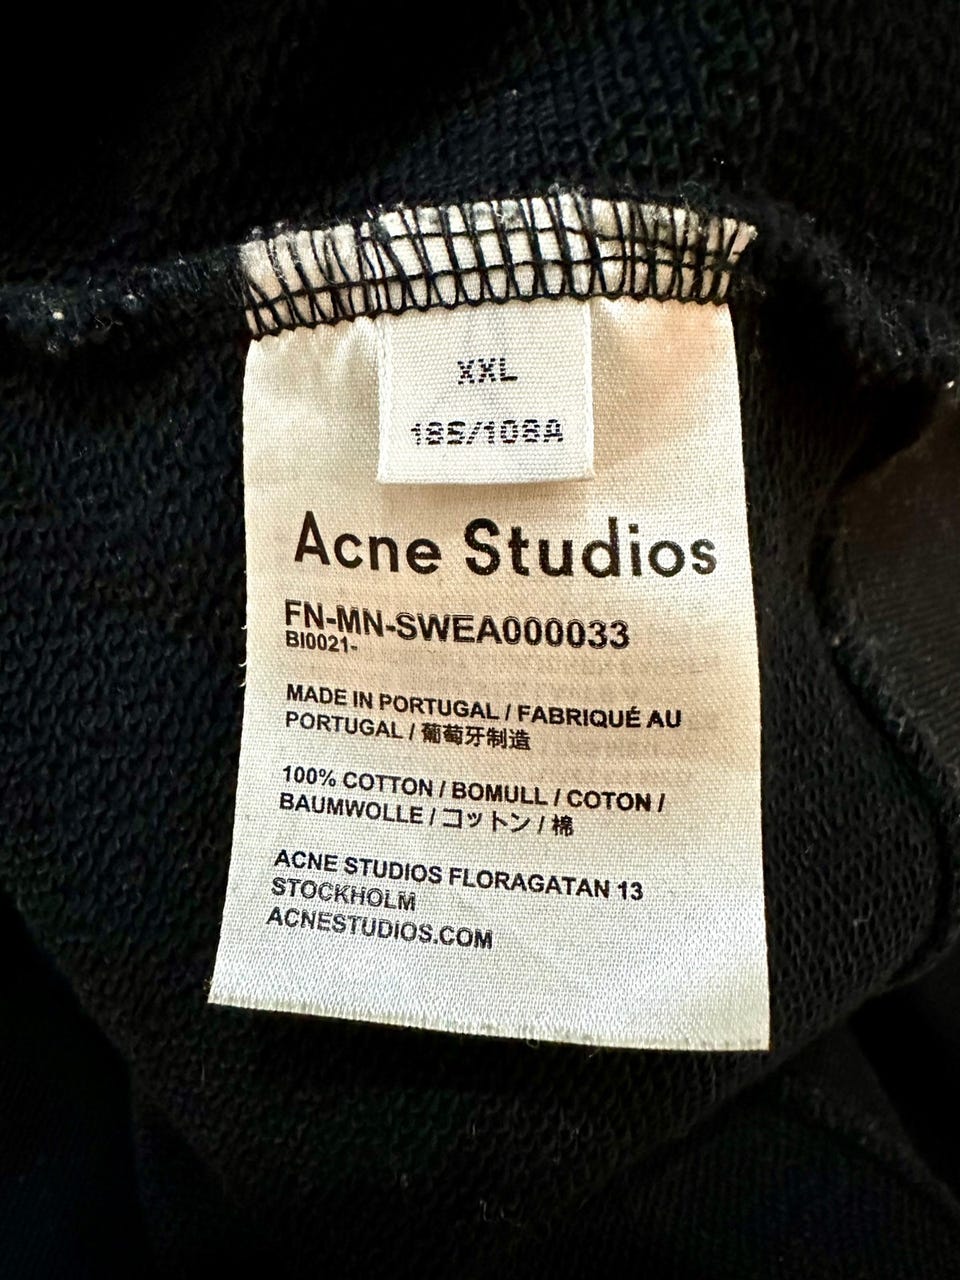 XXL
185/108A
Acne Studios
FN-MN-SWEA000033
BI0021-
MADE IN PORTUGAL / FABRIQUÉ AU
PORTUGAL / 葡萄牙制造
100% COTTON / BOMULL / COTON /
BAUMWOLLE / コットン / 棉
ACNE STUDIOS FLORAGATAN 13
STOCKHOLM
ACNESTUDIOS.COM